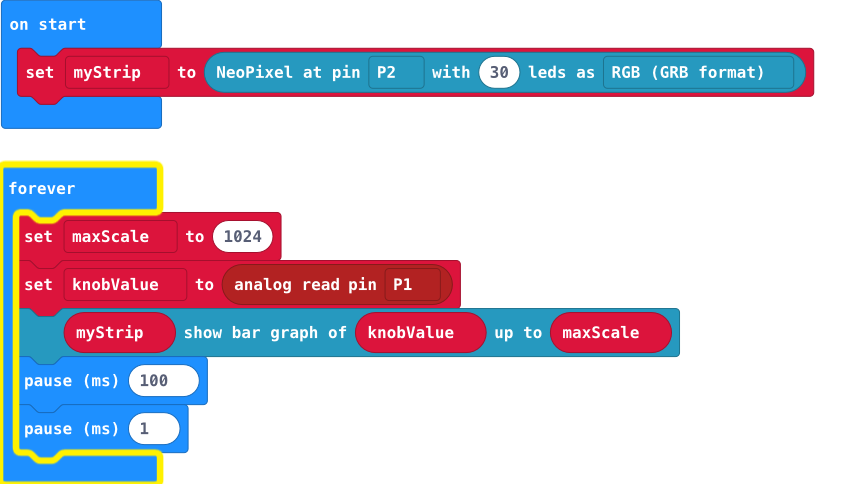 on start
set myStrip to NeoPixel at pin P2 with 30 leds as RGB (GRB format)
forever
set maxScale to 1024
set knobValue to analog read pin P1
myStrip show bar graph of knobValue up to maxScale
pause (ms) 100
pause (ms) 1